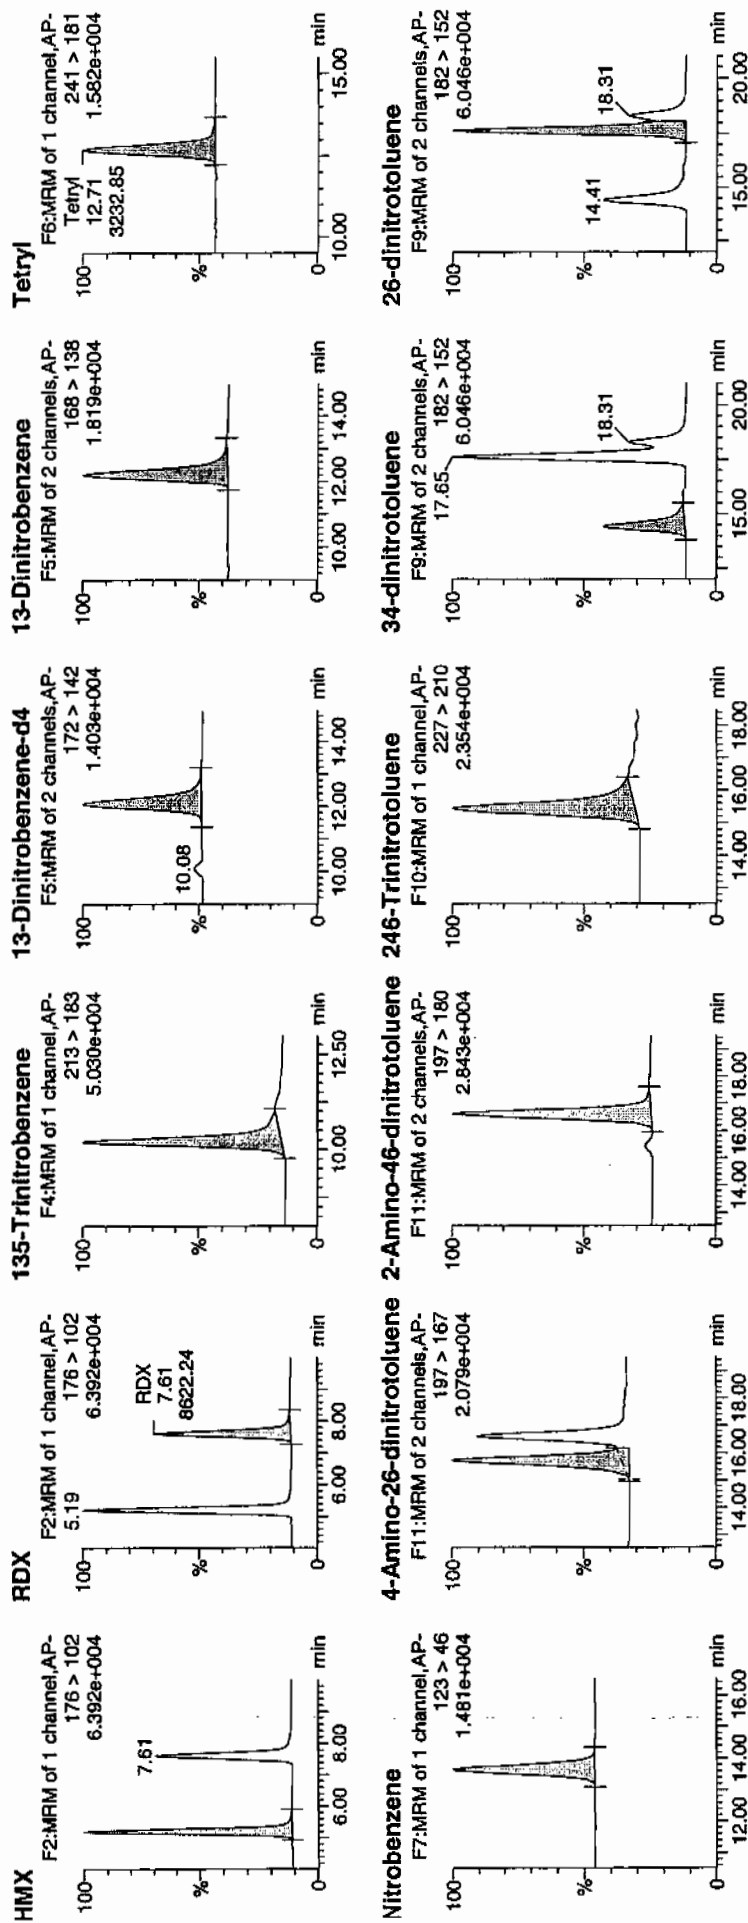 HMX
F2:MRM of 1 channel,AP-
176 > 102
6.392e+004
100
7.61
%
0
6.00
8.00
min
RDX
F2:MRM of 1 channel,AP-
176 > 102
6.392e+004
100
5.19
RDX
7.61
8622.24
%
0
6.00
8.00
min
135-Trinitrobenzene
F4:MRM of 1 channel,AP-
213 > 183
5.030e+004
100
%
0
10.00
12.50
min
13-Dinitrobenzene-d4
F5:MRM of 2 channels,AP-
172 > 142
1.403e+004
100
10.08
%
0
10.00
12.00
14.00
min
13-Dinitrobenzene
F5:MRM of 2 channels,AP-
168 > 138
1.819e+004
100
%
0
10.00
12.00
14.00
min
Tetryl
F6:MRM of 1 channel,AP-
241 > 181
1.582e+004
100
Tetryl
12.71
3232.85
%
0
10.00
15.00
min
Nitrobenzene
F7:MRM of 1 channel,AP-
123 > 46
1.481e+004
100
%
0
12.00
14.00
16.00
min
4-Amino-26-dinitrotoluene
F11:MRM of 2 channels,AP-
197 > 167
2.079e+004
100
%
0
14.00
16.00
18.00
min
2-Amino-46-dinitrotoluene
F11:MRM of 2 channels,AP-
197 > 180
2.843e+004
100
%
0
14.00
16.00
18.00
min
246-Trinitrotoluene
F10:MRM of 1 channel,AP-
227 > 210
2.354e+004
100
%
0
14.00
16.00
18.00
min
34-dinitrotoluene
F9:MRM of 2 channels,AP-
182 > 152
6.046e+004
100
17.65
18.31
%
0
15.00
20.00
min
26-dinitrotoluene
F9:MRM of 2 channels,AP-
182 > 152
6.046e+004
100
14.41
18.31
%
0
15.00
20.00
min